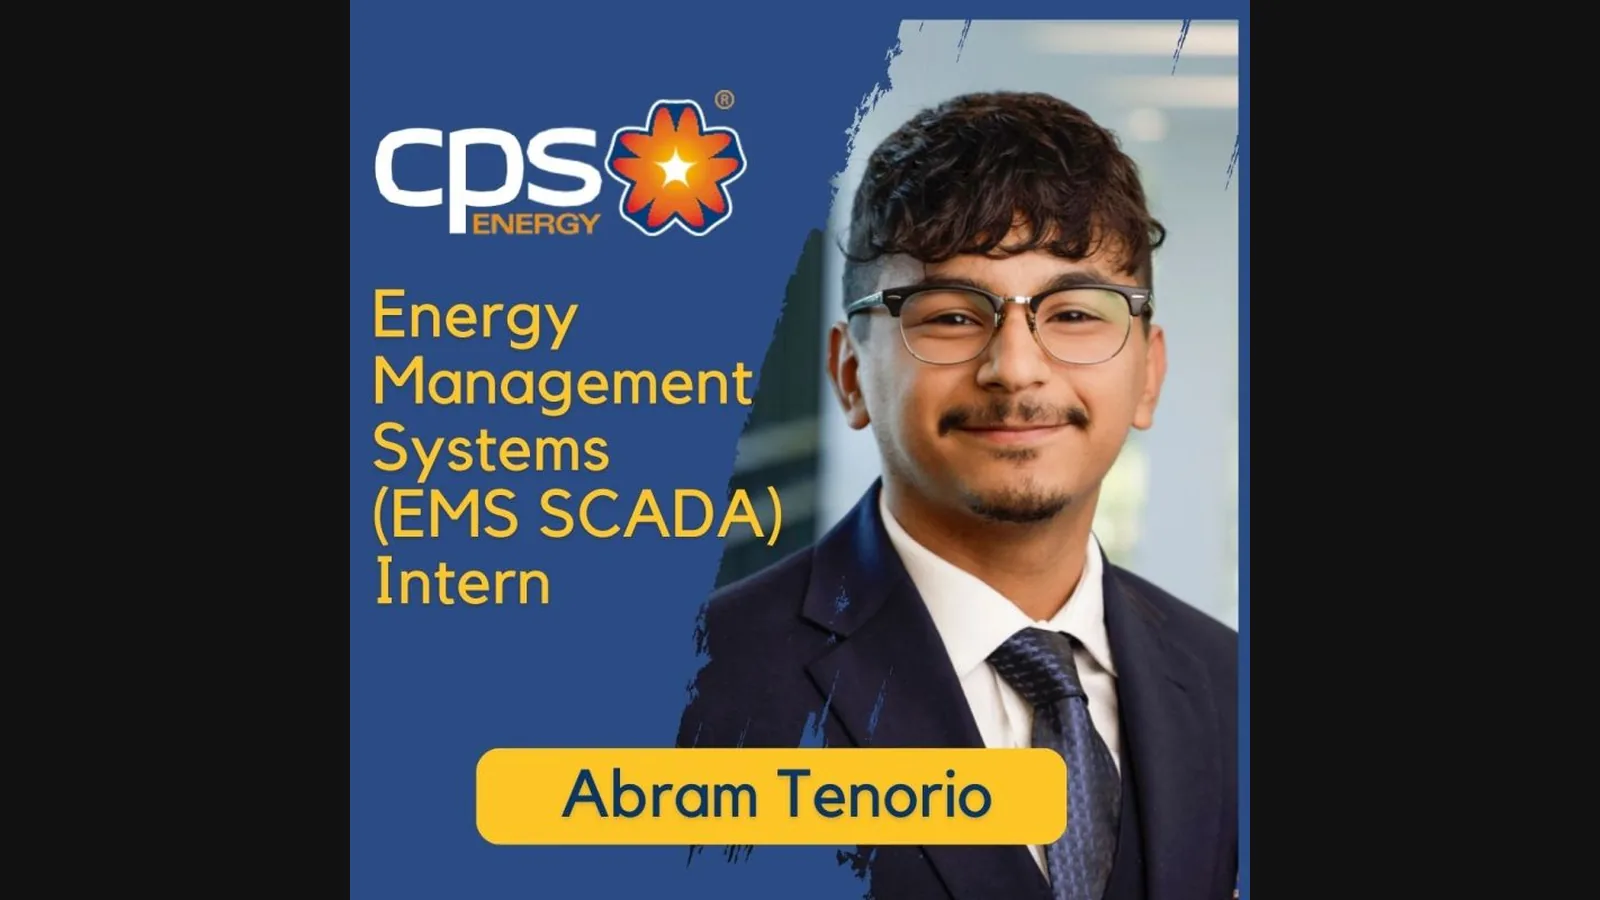 cps
ENERGY
®
Energy
Management
Systems
(EMS SCADA)
Intern
Abram Tenorio